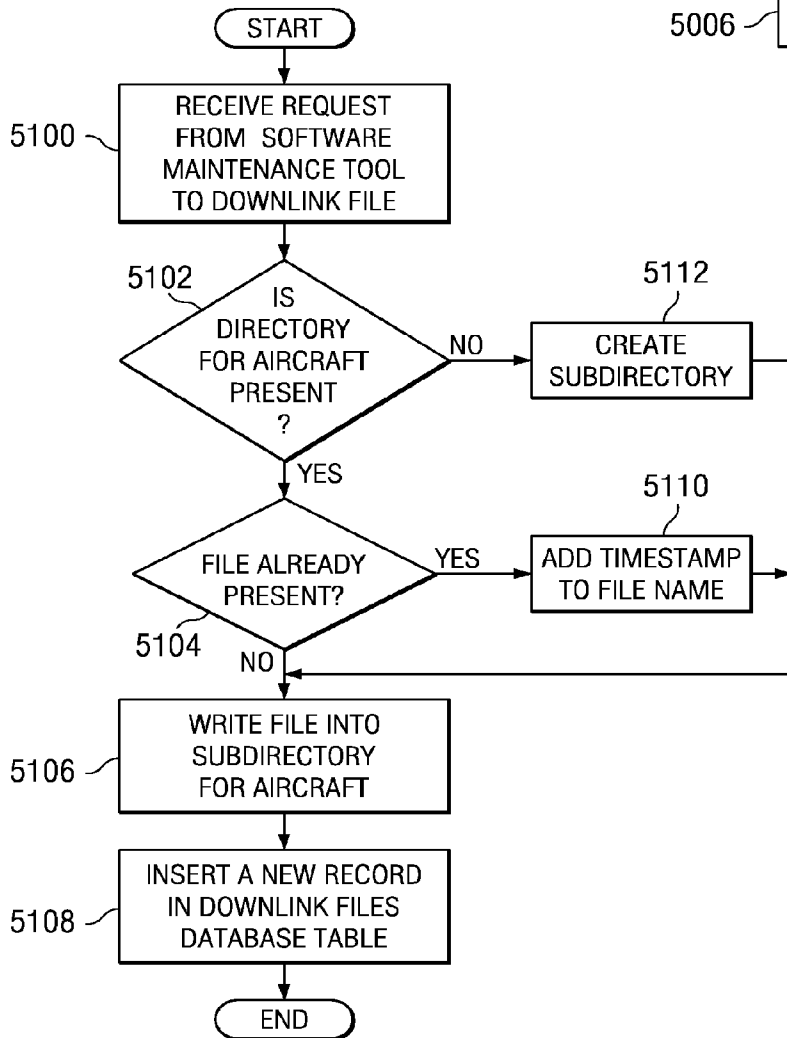 5006
START
5100
RECEIVE REQUEST
FROM SOFTWARE
MAINTENANCE TOOL
TO DOWNLINK FILE
5102
IS
DIRECTORY
FOR AIRCRAFT
PRESENT
?
NO
5112
CREATE
SUBDIRECTORY
YES
FILE ALREADY
PRESENT?
5104
YES
5110
ADD TIMESTAMP
TO FILE NAME
NO
5106
WRITE FILE INTO
SUBDIRECTORY
FOR AIRCRAFT
5108
INSERT A NEW RECORD
IN DOWNLINK FILES
DATABASE TABLE
END